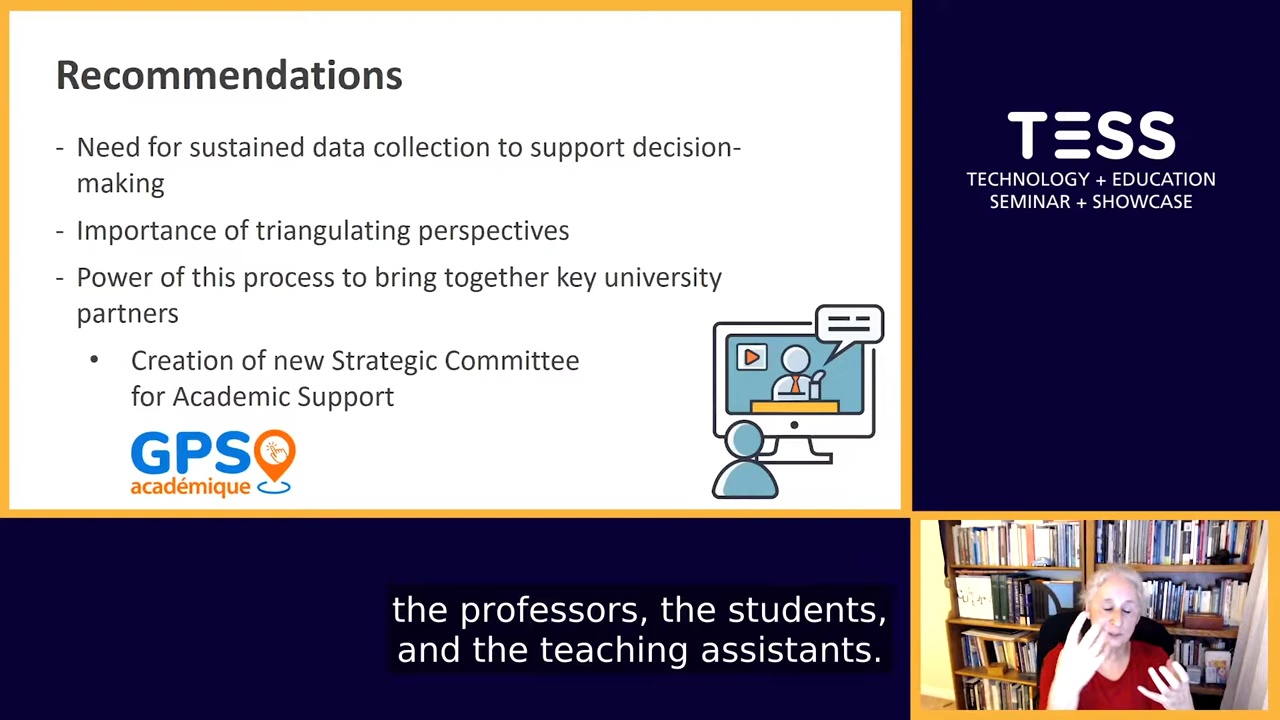 Recommendations
- Need for sustained data collection to support decision-
making
- Importance of triangulating perspectives
- Power of this process to bring together key university
partners
• Creation of new Strategic Committee
for Academic Support
GPS
académique
TESS
TECHNOLOGY + EDUCATION
SEMINAR + SHOWCASE
the professors, the students,
and the teaching assistants.